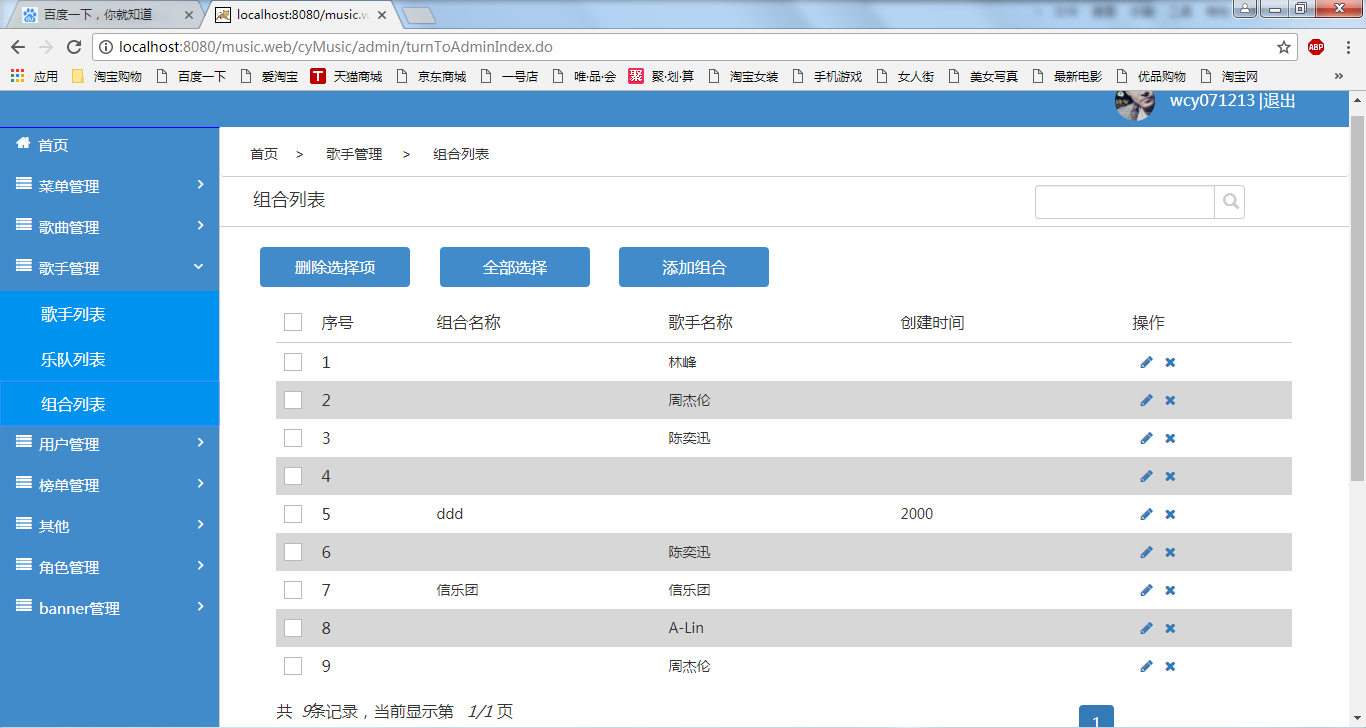 百度一下，你就知道
localhost:8080/music.w
localhost:8080/music.web/cyMusic/admin/turnToAdminIndex.do
ABP
应用 淘宝购物 百度一下 爱淘宝 T 天猫商城 京东商城 一号店 唯·品·会 聚 聚·划·算 淘宝女装 手机游戏 女人街 美女写真 最新电影 优品购物 淘宝网 »
wcy071213 |退出
首页
菜单管理
歌曲管理
歌手管理
歌手列表
乐队列表
组合列表
用户管理
榜单管理
其他
角色管理
banner管理
首页 > 歌手管理 > 组合列表
组合列表
删除选择项 全部选择 添加组合
序号 组合名称 歌手名称 创建时间 操作
1 林峰
2 周杰伦
3 陈奕迅
4
5 ddd 2000
6 陈奕迅
7 信乐团 信乐团
8 A-Lin
9 周杰伦
共 9条记录，当前显示第 1/1 页
1